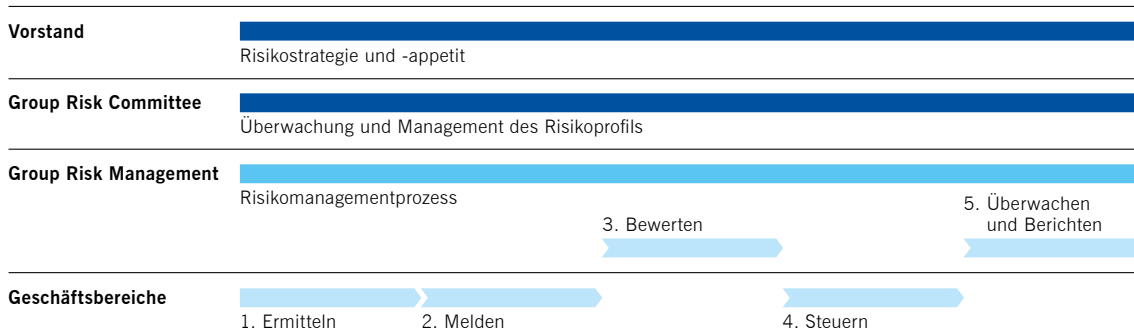 Vorstand
Risikostrategie und -appetit
Group Risk Committee
Überwachung und Management des Risikoprofils
Group Risk Management
Risikomanagementprozess
3. Bewerten
5. Überwachen
und Berichten
Geschäftsbereiche
1. Ermitteln
2. Melden
4. Steuern